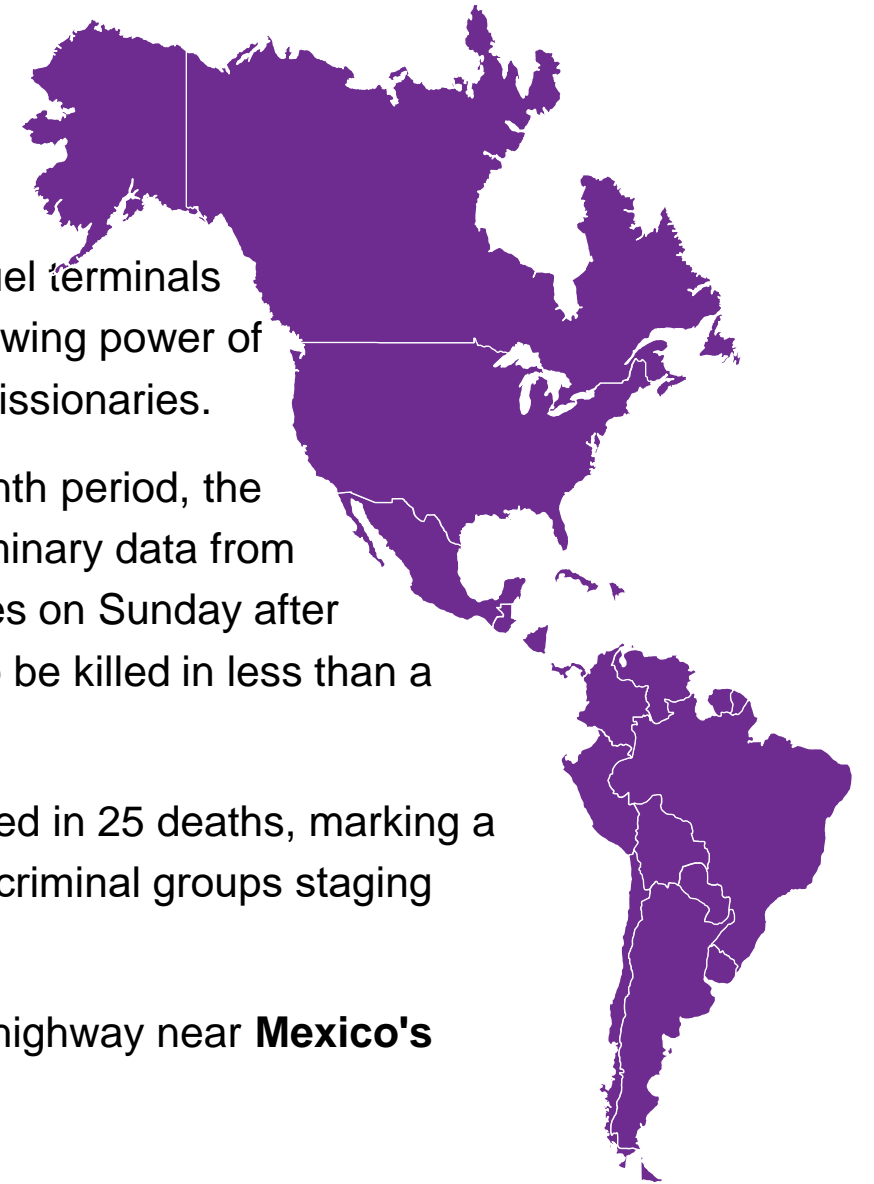 uel terminals
wing power of
issionaries.
nth period, the
ninary data from
es on Sunday after
be killed in less than a
ed in 25 deaths, marking a
criminal groups staging
highway near Mexico's